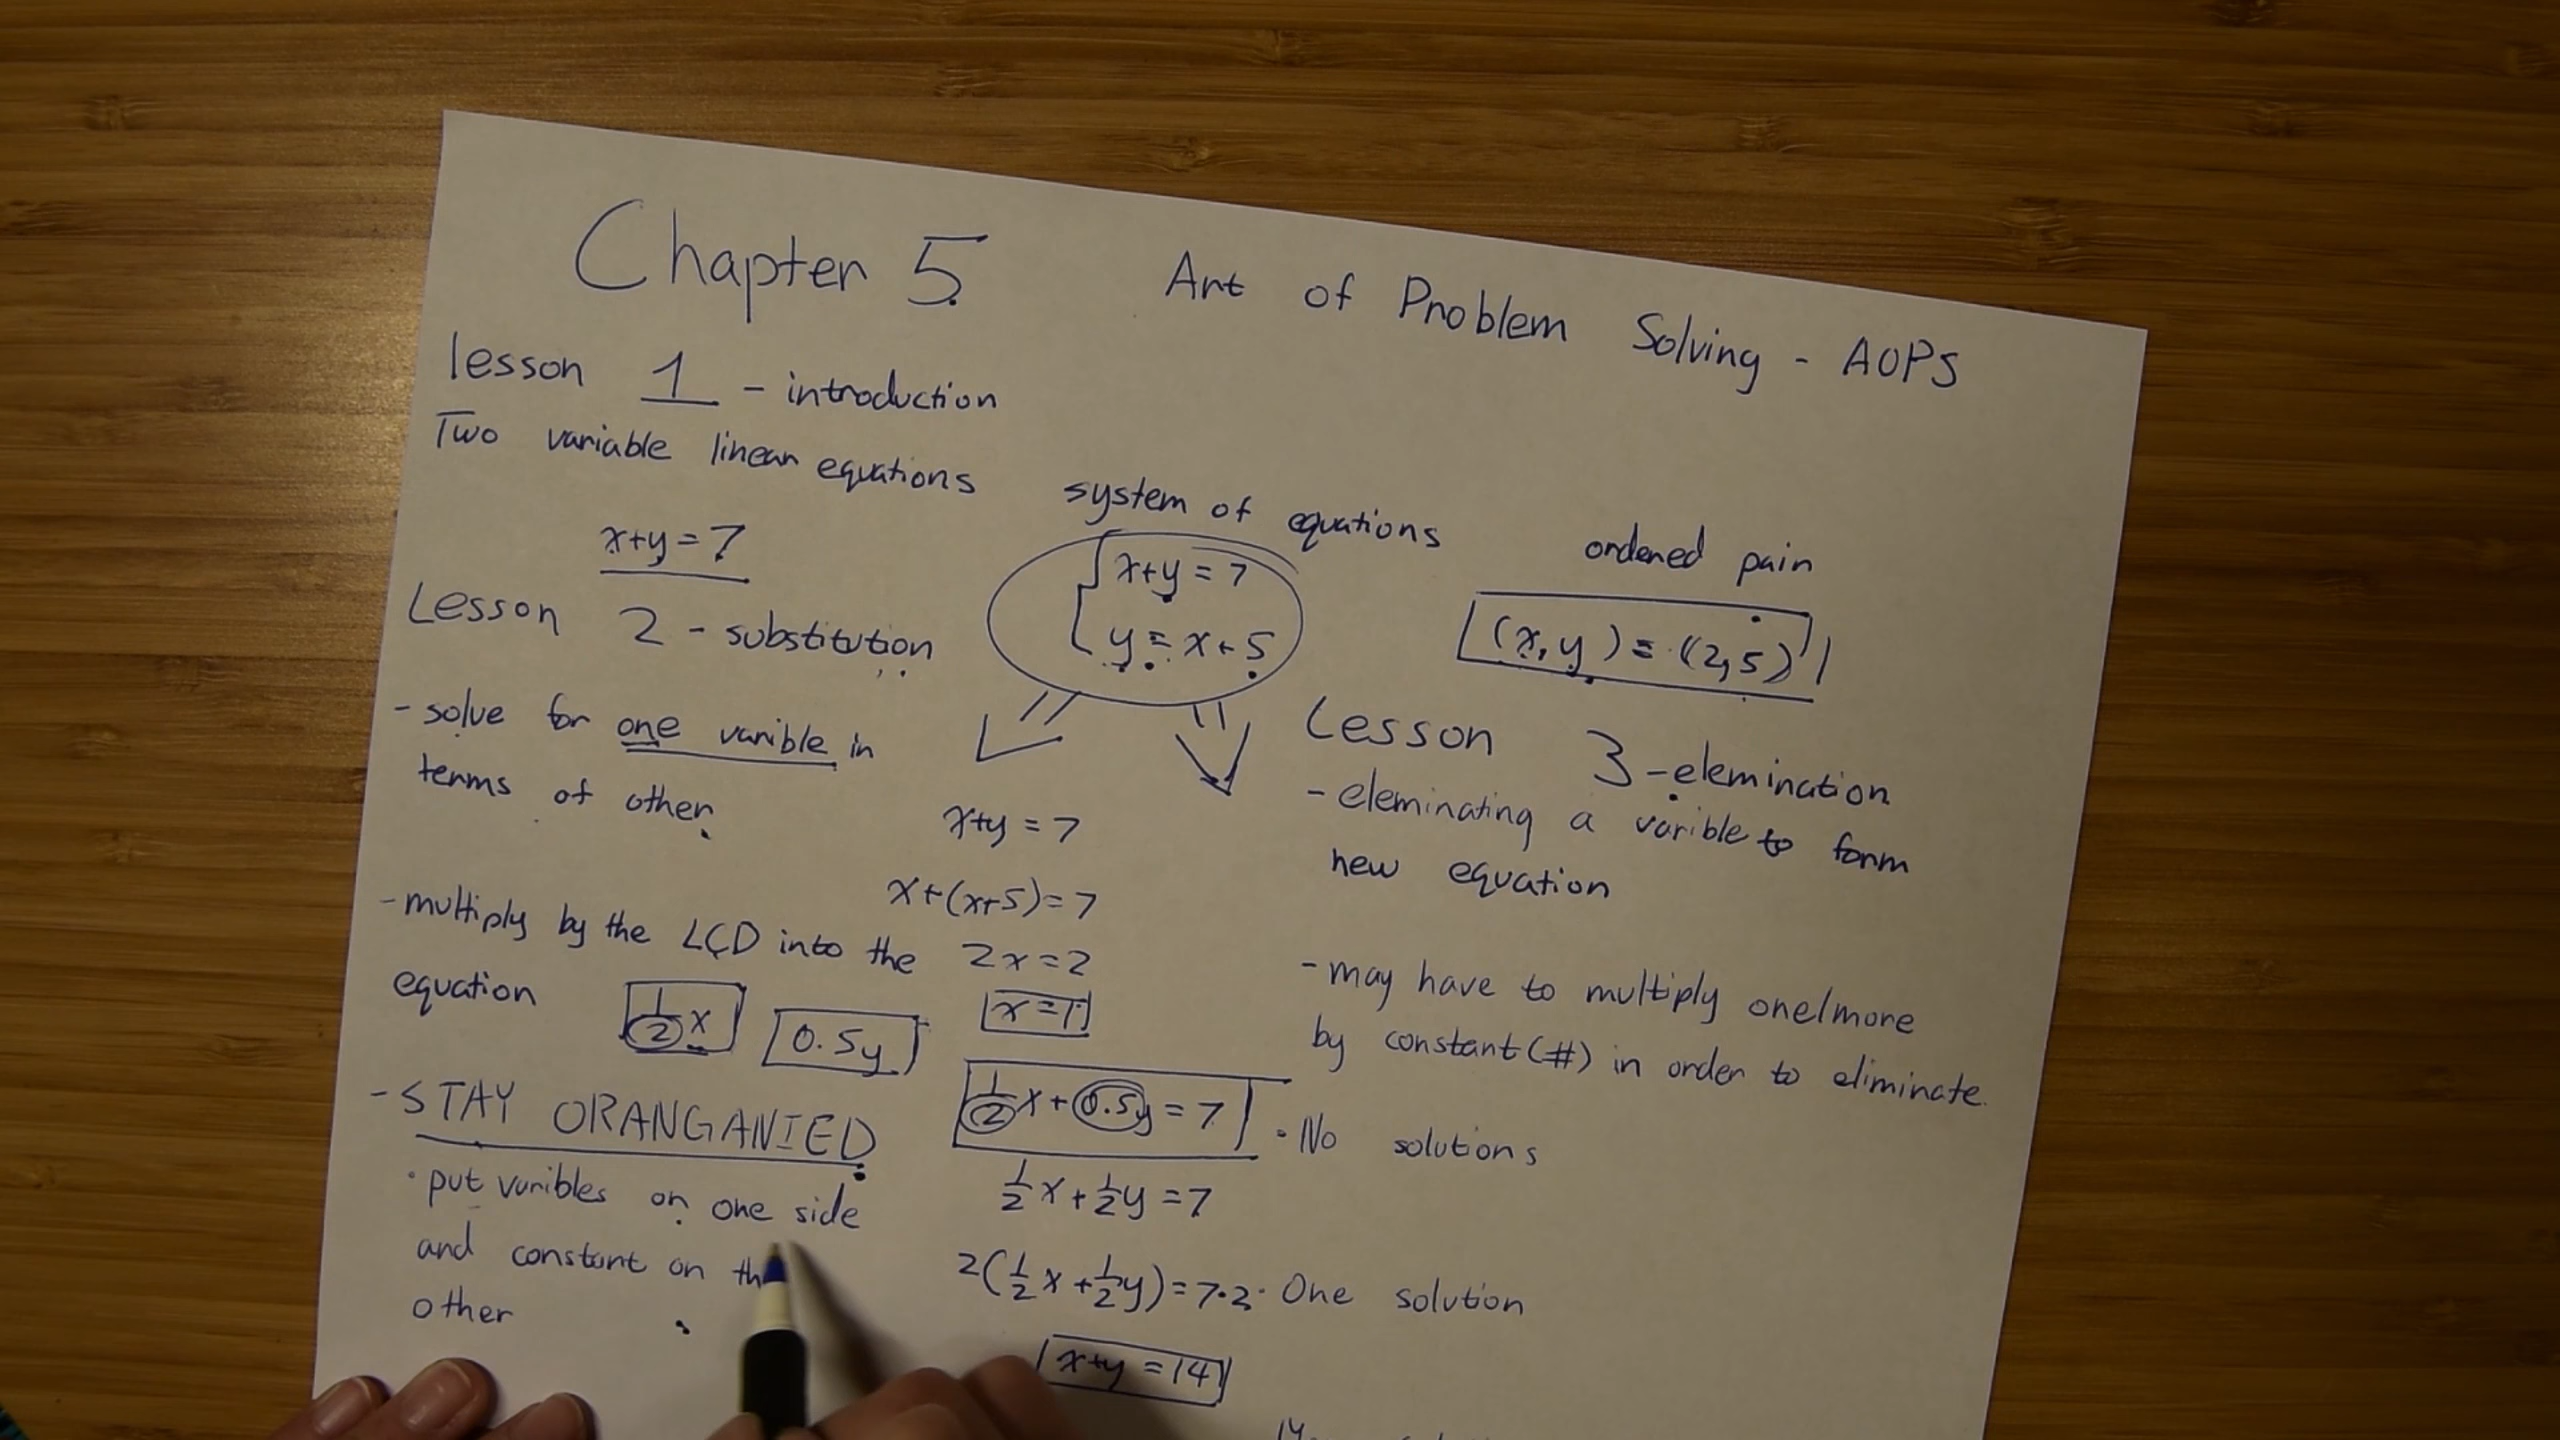 Chapter 5
Art of Problem Solving - AOPS
lesson 1 - introduction
Two variable linear equations
x+y=7
system of equations
x+y=7
y=x+5
ordered pair
(x,y)=(2,5)
Lesson 2 - substitution
- solve for one varible in
terms of other
- multiply by the LCD into the
equation
1/2 x
0.5y
- STAY ORANGANIED
· put varibles on one side
and constant on the
other
x+y=7
x+(x+5)=7
2x=2
x=1
1/2 x+0.5y=7
1/2 x+1/2 y=7
2(1/2 x+1/2 y)=7·2
x+y=14
Lesson 3 - elemination
- eleminating a varible to form
new equation
- may have to multiply one/more
by constant(#) in order to eliminate
· No solutions
· One solution